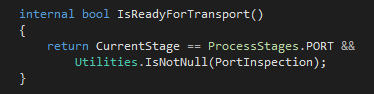 internal bool IsReadyForTransport()
{
return CurrentStage == ProcessStages.PORT &&
Utilities.IsNotNull(PortInspection);
}